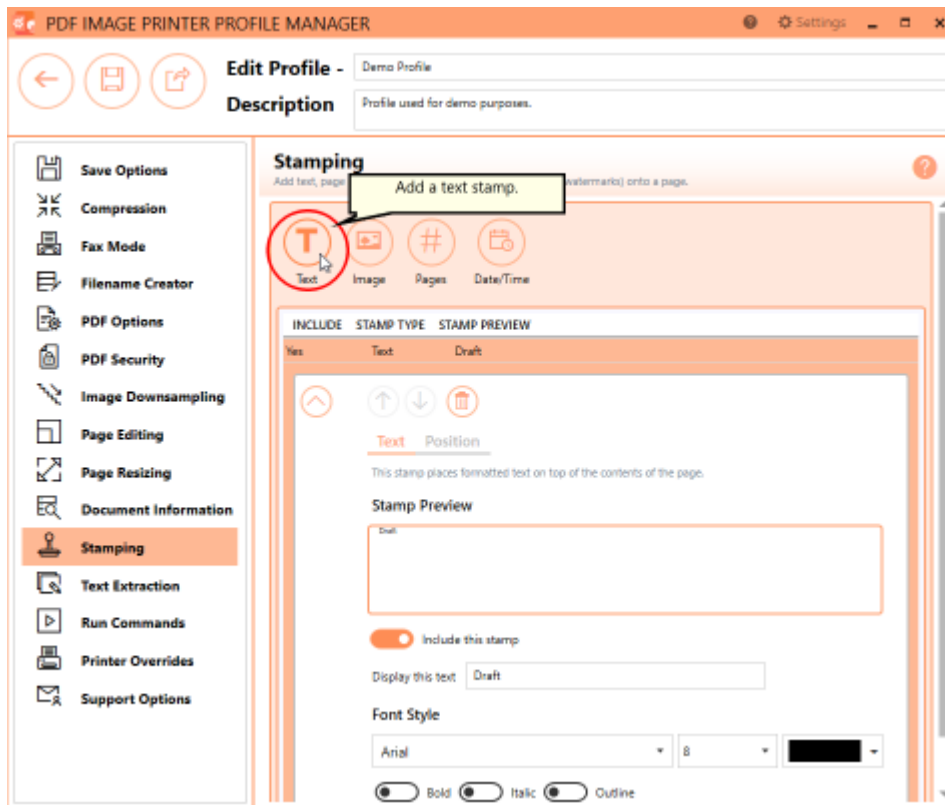 PDF IMAGE PRINTER PROFILE MANAGER
Settings
Edit Profile -
Demo Profile
Description
Profile used for demo purposes.
Save Options
Compression
Fax Mode
Filename Creator
PDF Options
PDF Security
Image Downsampling
Page Editing
Page Resizing
Document Information
Stamping
Text Extraction
Run Commands
Printer Overrides
Support Options
Stamping
Add text, page
watermarks) onto a page.
Add a text stamp.
Text Image Pages Date/Time
INCLUDE STAMP TYPE STAMP PREVIEW
Yes Text Draft
Text Position
This stamp places formatted text on top of the contents of the page.
Stamp Preview
Draft
Include this stamp
Display this text Draft
Font Style
Arial 8
Bold Italic Outline